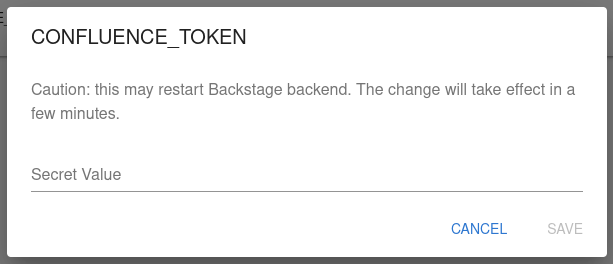 CONFLUENCE_TOKEN
Caution: this may restart Backstage backend. The change will take effect in a
few minutes.
Secret Value
CANCEL
SAVE